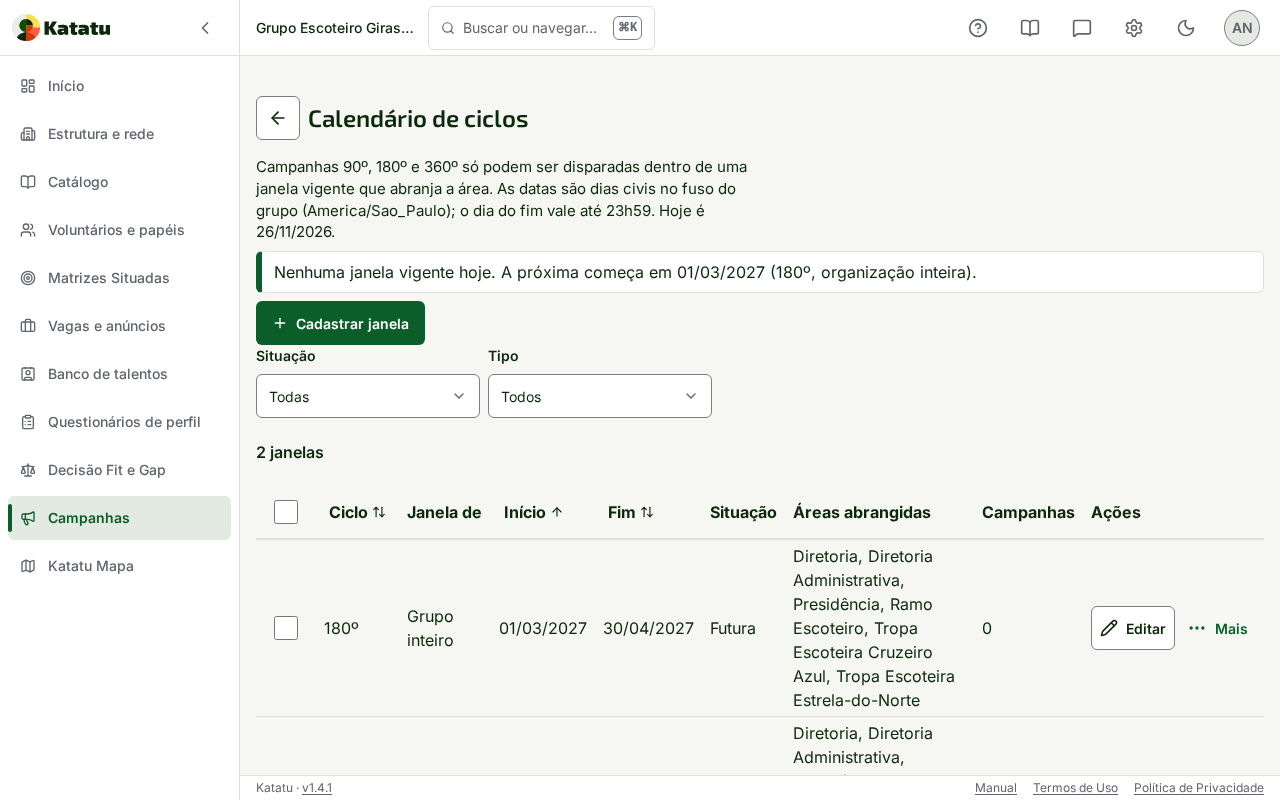 Katatu
Grupo Escoteiro Giras...
Buscar ou navegar...
⌘K
AN
Início
Estrutura e rede
Catálogo
Voluntários e papéis
Matrizes Situadas
Vagas e anúncios
Banco de talentos
Questionários de perfil
Decisão Fit e Gap
Campanhas
Katatu Mapa
Calendário de ciclos
Campanhas 90º, 180º e 360º só podem ser disparadas dentro de uma
janela vigente que abranja a área. As datas são dias civis no fuso do
grupo (America/Sao_Paulo); o dia do fim vale até 23h59. Hoje é
26/11/2026.
Nenhuma janela vigente hoje. A próxima começa em 01/03/2027 (180º, organização inteira).
Cadastrar janela
Situação
Tipo
Todas
Todos
2 janelas
Ciclo
Janela de
Início
Fim
Situação
Áreas abrangidas
Campanhas
Ações
180º
Grupo
inteiro
01/03/2027
30/04/2027
Futura
Diretoria, Diretoria
Administrativa,
Presidência, Ramo
Escoteiro, Tropa
Escoteira Cruzeiro
Azul, Tropa Escoteira
Estrela-do-Norte
0
Editar
Mais
Diretoria, Diretoria
Administrativa,
Katatu · v1.4.1
Manual
Termos de Uso
Política de Privacidade